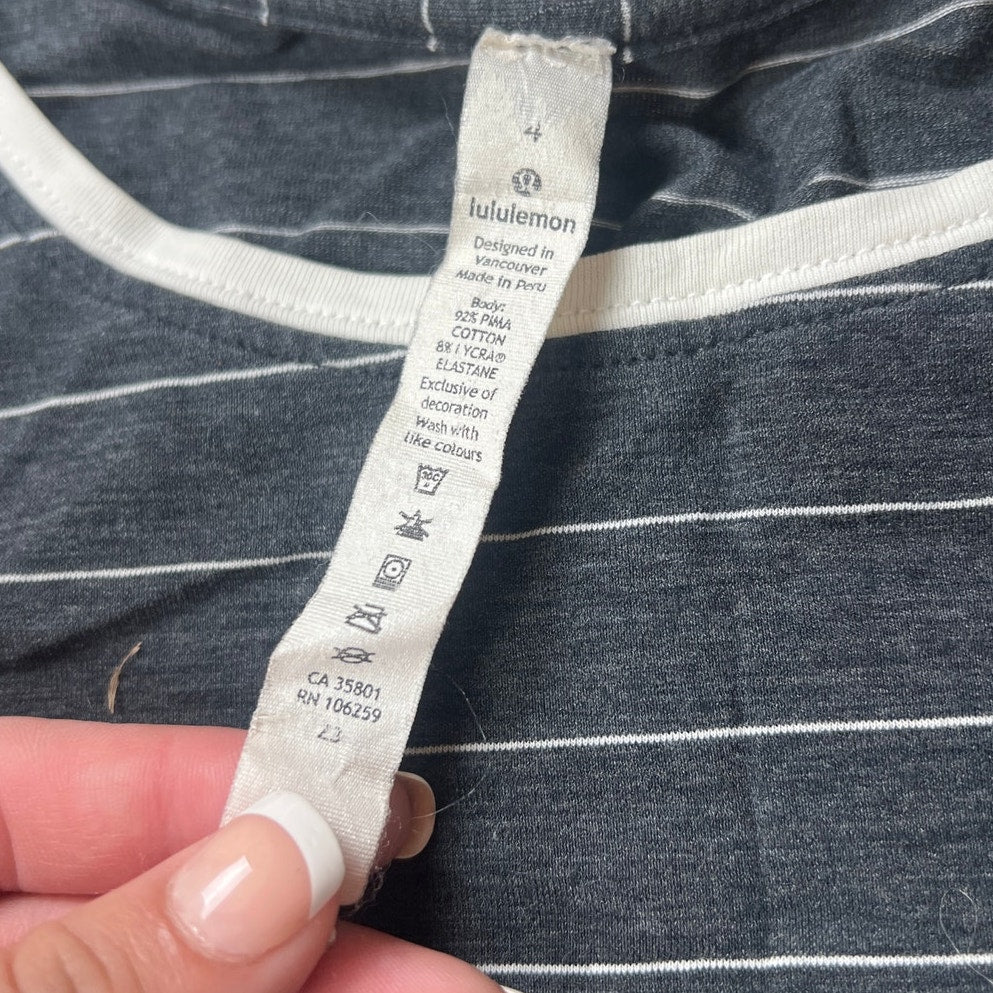 4
lululemon
Designed in
Vancouver
Made in Peru
Body:
92% PIMA
COTTON
8% LYCRA®
ELASTANE
Exclusive of
decoration
Wash with
like colours
30C
CA 35801
RN 106259
23